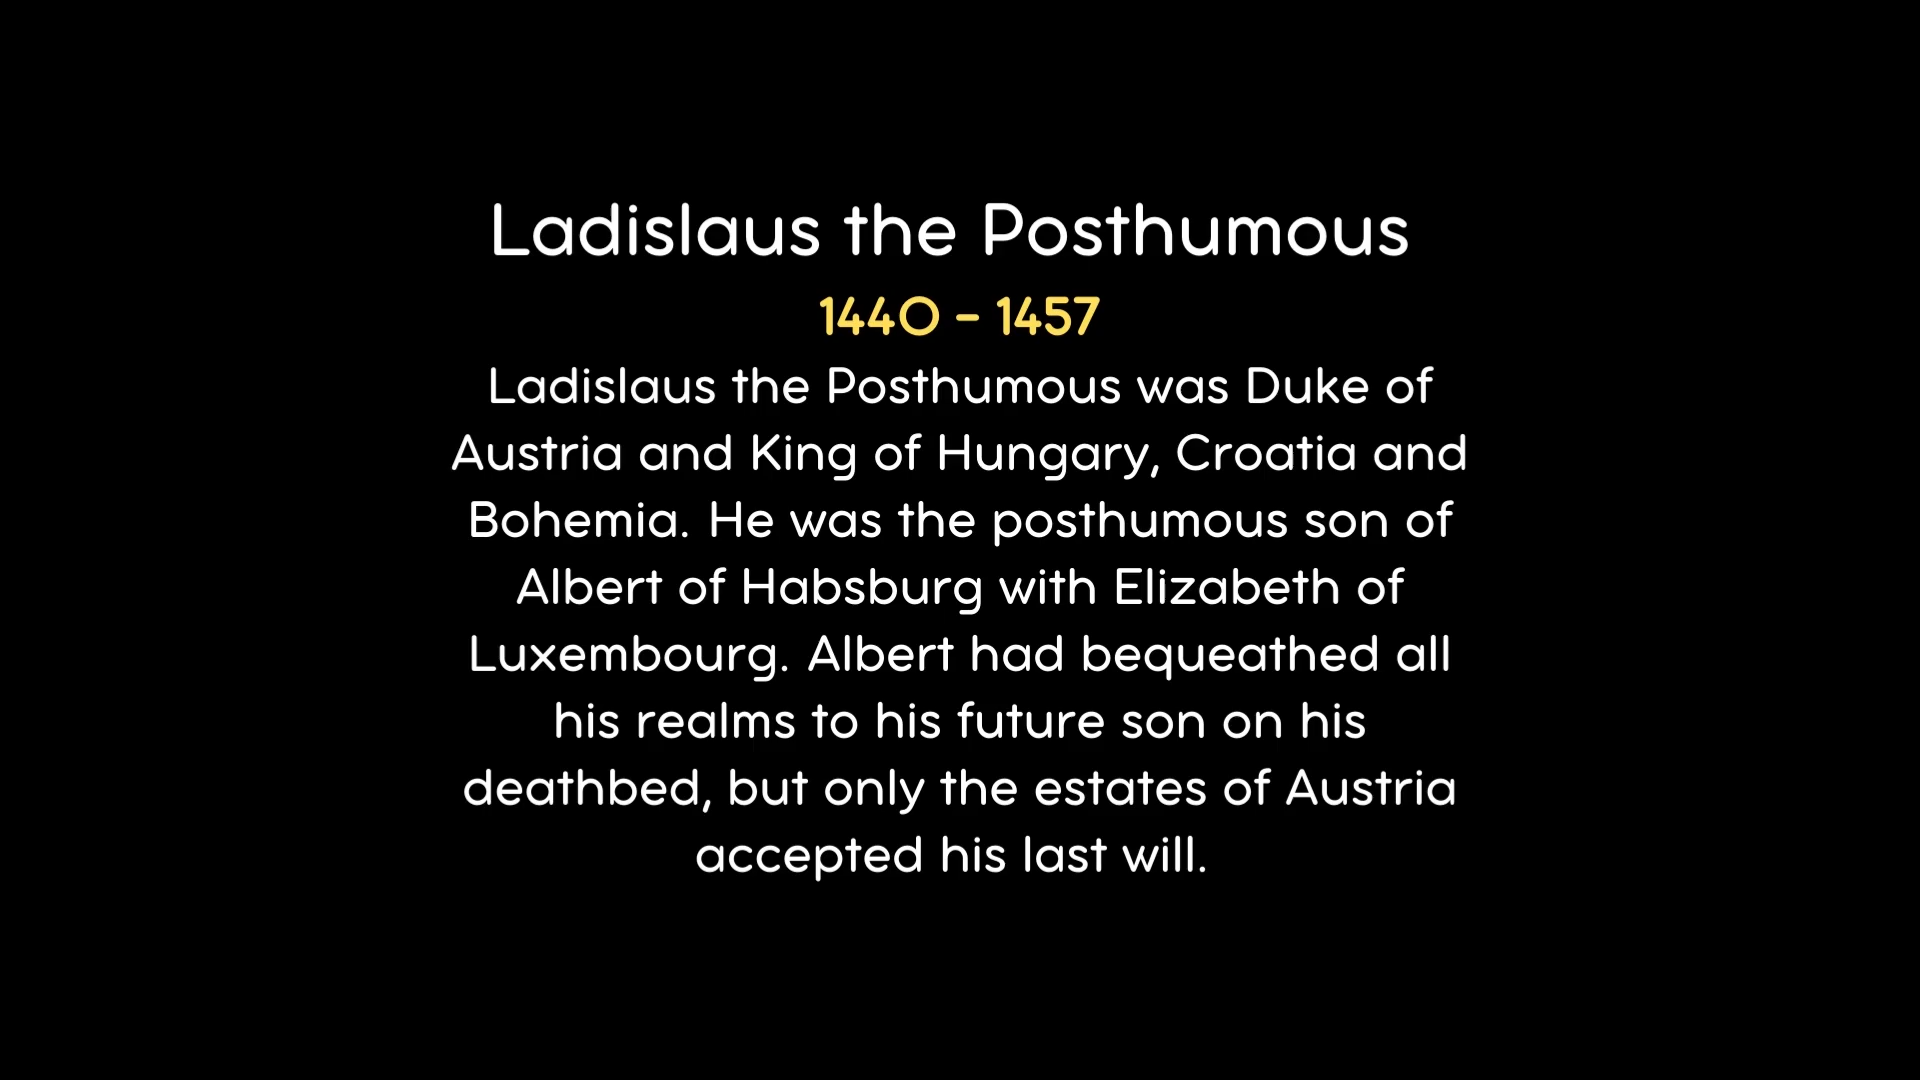 Ladislaus the Posthumous
1440 - 1457
Ladislaus the Posthumous was Duke of
Austria and King of Hungary, Croatia and
Bohemia. He was the posthumous son of
Albert of Habsburg with Elizabeth of
Luxembourg. Albert had bequeathed all
his realms to his future son on his
deathbed, but only the estates of Austria
accepted his last will.